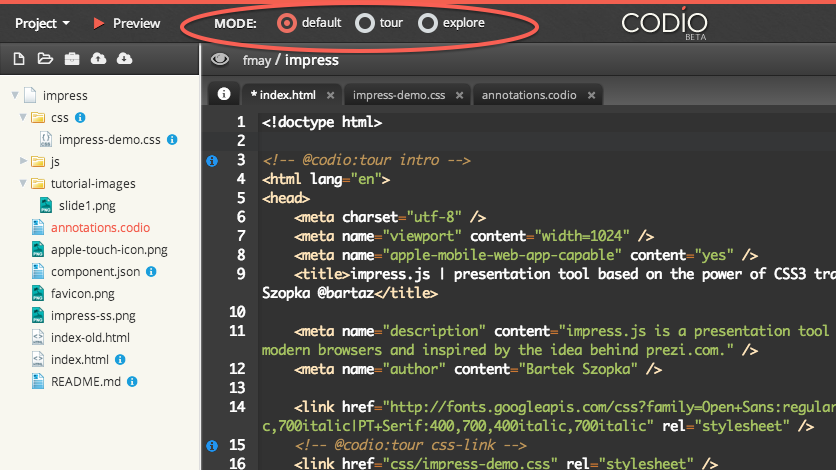 Project Preview MODE: default tour explore CODIO
BETA
fmay / impress
* index.html impress-demo.css annotations.codio
impress
css
impress-demo.css
js
tutorial-images
slide1.png
annotations.codio
apple-touch-icon.png
component.json
favicon.png
impress-ss.png
index-old.html
index.html
README.md
1 <!doctype html>
2
3 <!-- @codio:tour intro -->
4 <html lang="en">
5 <head>
6 <meta charset="utf-8" />
7 <meta name="viewport" content="width=1024" />
8 <meta name="apple-mobile-web-app-capable" content="yes" />
9 <title>impress.js | presentation tool based on the power of CSS3 tra
Szopka @bartaz</title>
10
11 <meta name="description" content="impress.js is a presentation tool
modern browsers and inspired by the idea behind prezi.com." />
12 <meta name="author" content="Bartek Szopka" />
13
14 <link href="http://fonts.googleapis.com/css?family=Open+Sans:regular
c,700italic|PT+Serif:400,700,400italic,700italic" rel="stylesheet" />
15 <!-- @codio:tour css-link -->
16 <link href="css/impress-demo.css" rel="stylesheet" />